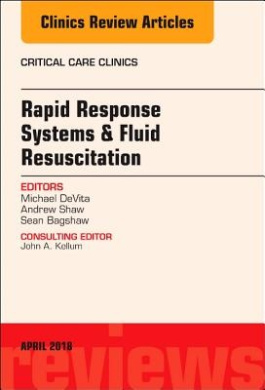 Clinics Review Articles
CRITICAL CARE CLINICS
Rapid Response
Systems & Fluid
Resuscitation
EDITORS
Michael DeVita
Andrew Shaw
Sean Bagshaw
CONSULTING EDITOR
John A. Kellum
APRIL 2018
reviews